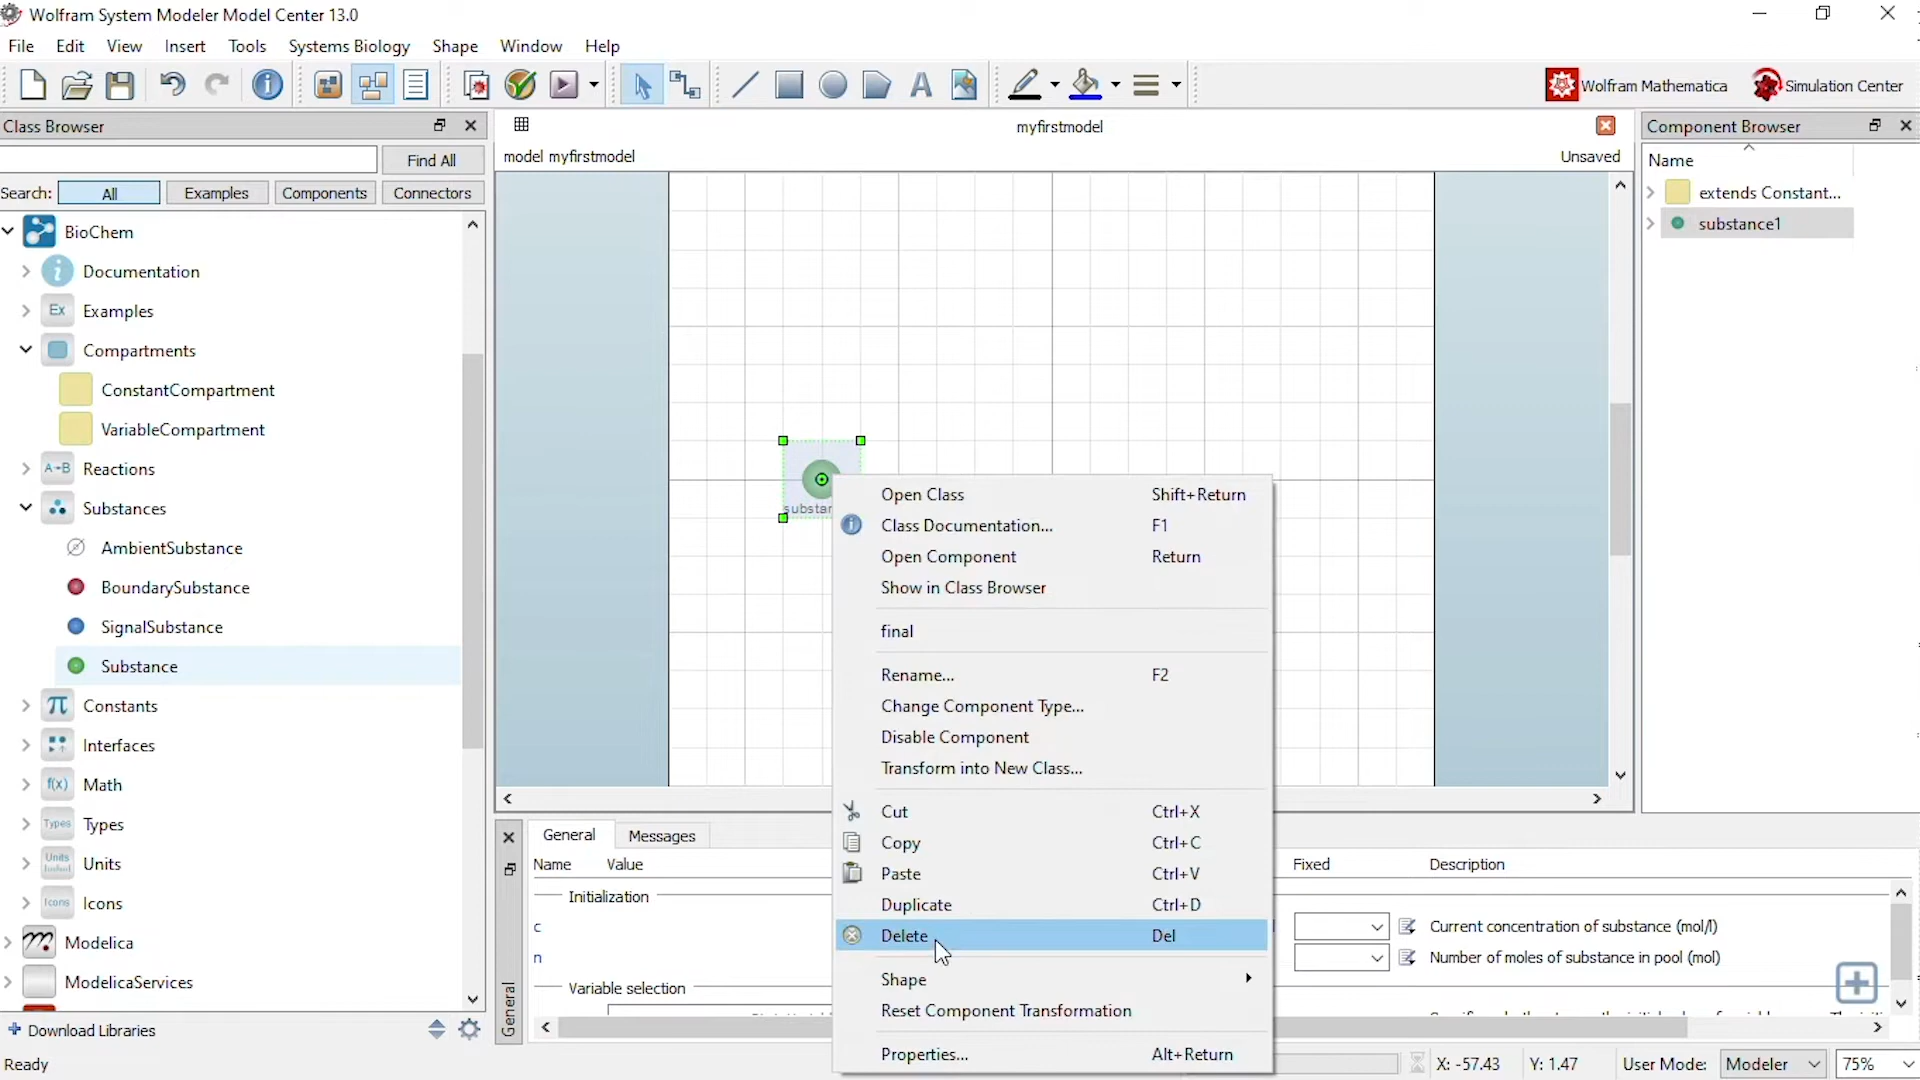 Wolfram System Modeler Model Center 13.0
File Edit View Insert Tools Systems Biology Shape Window Help
Wolfram Mathematica Simulation Center
Class Browser
Find All
Search: All Examples Components Connectors
BioChem
Documentation
Ex Examples
Compartments
ConstantCompartment
VariableCompartment
A→B Reactions
Substances
AmbientSubstance
BoundarySubstance
SignalSubstance
Substance
π Constants
Interfaces
f(x) Math
Types Types
Units Units
Icons Icons
Modelica
ModelicaServices
+ Download Libraries
Ready
myfirstmodel
model myfirstmodel Unsaved
substan
Open Class Shift+Return
Class Documentation... F1
Open Component Return
Show in Class Browser
final
Rename... F2
Change Component Type...
Disable Component
Transform into New Class...
Cut Ctrl+X
Copy Ctrl+C
Paste Ctrl+V
Duplicate Ctrl+D
Delete Del
Shape
Reset Component Transformation
Properties... Alt+Return
Component Browser
Name
extends Constant...
substance1
General Messages
Name Value Fixed Description
Initialization
c Current concentration of substance (mol/l)
n Number of moles of substance in pool (mol)
Variable selection
General
X: -57.43 Y: 1.47 User Mode: Modeler 75%